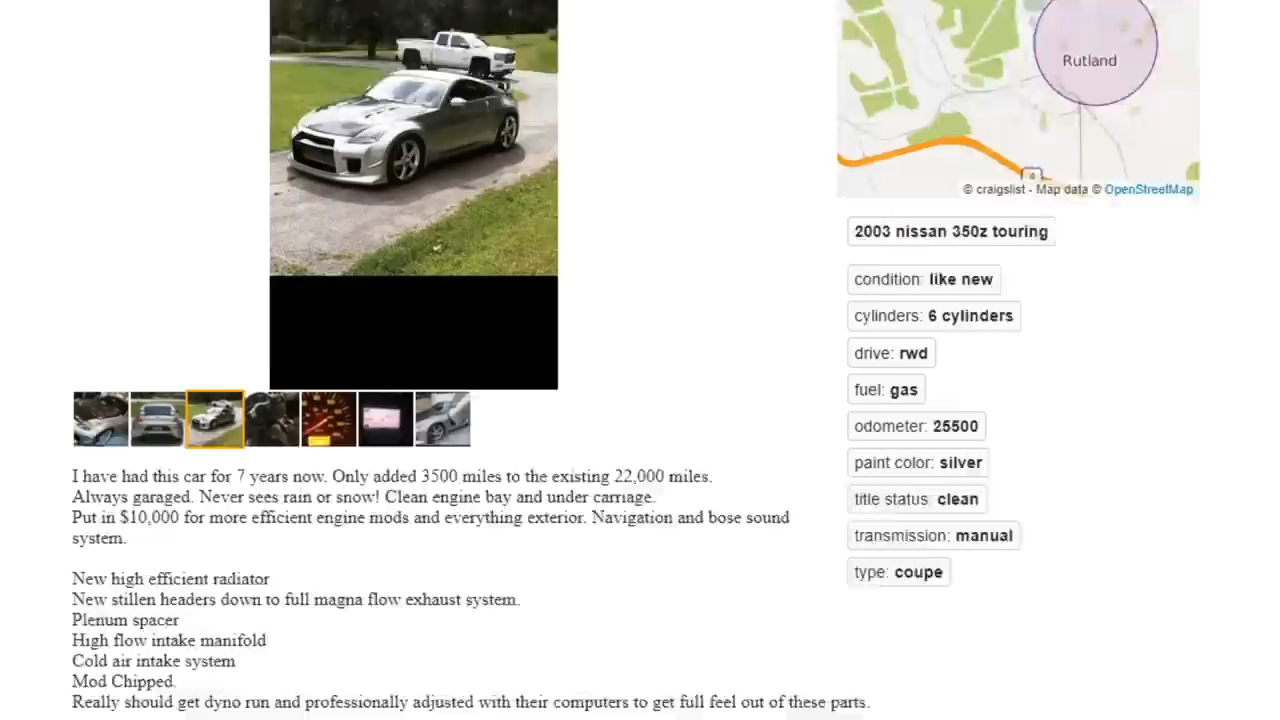 Rutland
4
© craigslist - Map data © OpenStreetMap
2003 nissan 350z touring
condition: like new
cylinders: 6 cylinders
drive: rwd
fuel: gas
odometer: 25500
paint color: silver
title status: clean
transmission: manual
type: coupe
I have had this car for 7 years now. Only added 3500 miles to the existing 22,000 miles.
Always garaged. Never sees rain or snow! Clean engine bay and under carriage.
Put in $10,000 for more efficient engine mods and everything exterior. Navigation and bose sound
system.
New high efficient radiator
New stillen headers down to full magna flow exhaust system.
Plenum spacer
High flow intake manifold
Cold air intake system
Mod Chipped.
Really should get dyno run and professionally adjusted with their computers to get full feel out of these parts.